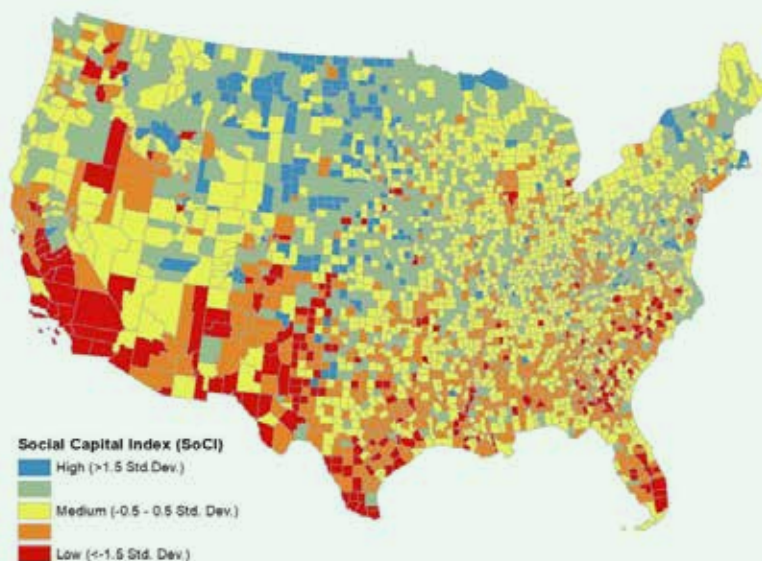 Social Capital Index (SoCI)
High (>1.5 Std.Dev.)
Medium (-0.5 - 0.5 Std. Dev.)
Low (<-1.5 Std. Dev.)